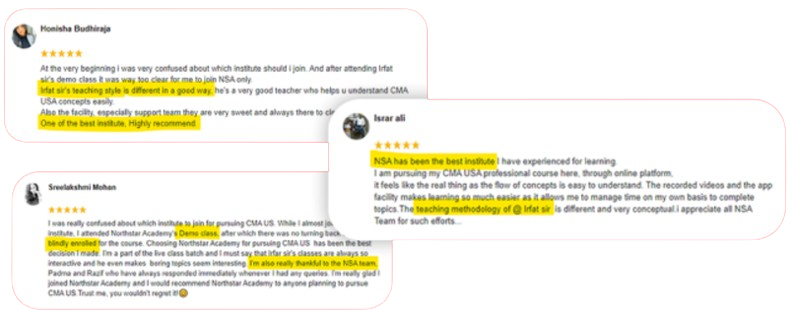 Honisha Budhiraja
At the very beginning i was very confused about which institute should i join. And after attending Irfat
sir's demo class it was way too clear for me to join NSA only.
Irfat sir's teaching style is different in a good way, he's a very good teacher who helps u understand CMA
USA concepts easily.
Also the facility, especially support team they are very sweet and always there to
One of the best institute, Highly recommend.
Israr ali
NSA has been the best institute I have experienced for learning.
I am pursuing my CMA USA professional course here, through online platform,
it feels like the real thing as the flow of concepts is easy to understand. The recorded videos and the app
facility makes learning so much easier as it allows me to manage time on my own basis to complete
topics.The teaching methodology of @ Irfat sir is different and very conceptual.i appreciate all NSA
Team for such efforts...
Sreelakshmi Mohan
I was really confused about which institute to join for pursuing CMA US. While I almost
Institute, I attended Northstar Academy's Demo class, after which there was no turning back
blindly enrolled for the course. Choosing Northstar Academy for pursuing CMA US has been the best
decision I made. I'm a part of the live class batch and I must say that Irfat sir's classes are always so
interactive and he even makes boring topics seem interesting. I'm also really thankful to the NSA team,
Padma and Razif who have always responded immediately whenever I had any queries. I'm really glad I
joined Northstar Academy and I would recommend Northstar Academy to anyone planning to pursue
CMA US.Trust me, you wouldn't regret it!😊